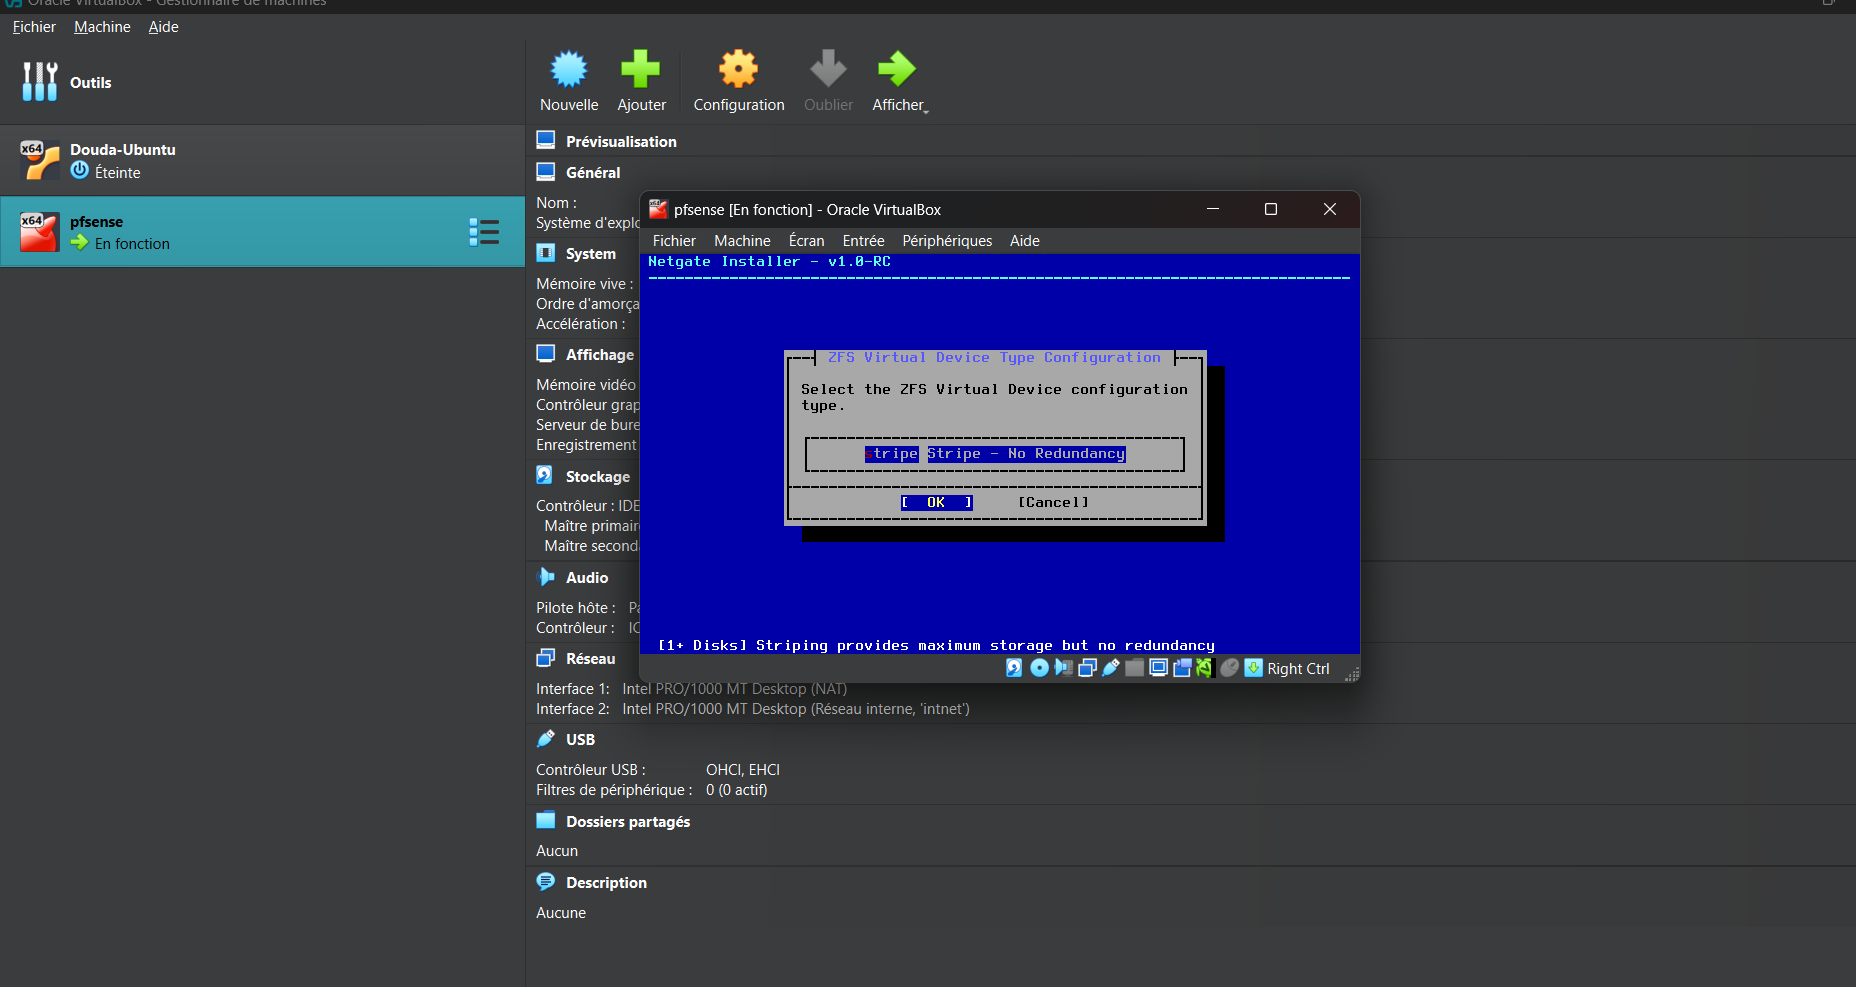 Oracle VirtualBox - Gestionnaire de machines
Fichier Machine Aide
Outils
Nouvelle Ajouter Configuration Oublier Afficher
x64 Douda-Ubuntu
Éteinte
x64 pfsense
En fonction
Prévisualisation
Général
Nom :
Système d'explo
System
Mémoire vive :
Ordre d'amorça
Accélération :
Affichage
Mémoire vidéo
Contrôleur grap
Serveur de bure
Enregistrement
Stockage
Contrôleur : IDE
Maître primair
Maître second
Audio
Pilote hôte : Pa
Contrôleur : IC
Réseau
Interface 1: Intel PRO/1000 MT Desktop (NAT)
Interface 2: Intel PRO/1000 MT Desktop (Réseau interne, 'intnet')
USB
Contrôleur USB : OHCI, EHCI
Filtres de périphérique : 0 (0 actif)
Dossiers partagés
Aucun
Description
Aucune
pfsense [En fonction] - Oracle VirtualBox
Fichier Machine Écran Entrée Périphériques Aide
Netgate Installer - v1.0-RC
ZFS Virtual Device Type Configuration
Select the ZFS Virtual Device configuration
type.
stripe Stripe - No Redundancy
[ OK ] [Cancel]
[1+ Disks] Striping provides maximum storage but no redundancy
Right Ctrl